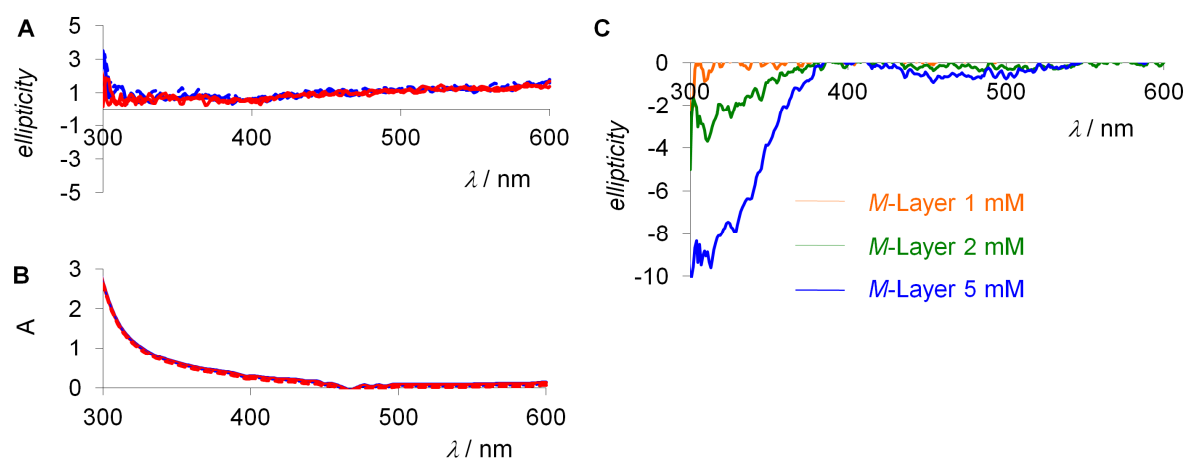 A
5
3
1
-1
-3
-5
ellipticity
300
400
500
600
λ / nm
B
3
2
1
0
A
300
400
500
600
λ / nm
C
0
-2
-4
-6
-8
-10
ellipticity
300
400
500
600
λ / nm
M-Layer 1 mM
M-Layer 2 mM
M-Layer 5 mM